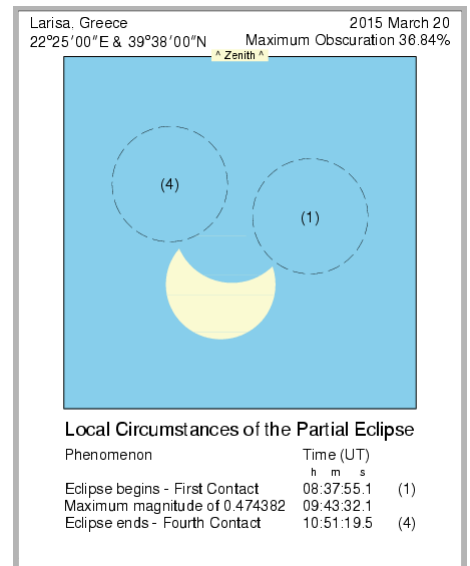 Larisa, Greece 2015 March 20
22°25'00"E & 39°38'00"N Maximum Obscuration 36.84%
^ Zenith ^
(4)
(1)
Local Circumstances of the Partial Eclipse
Phenomenon Time (UT)
h m s
Eclipse begins - First Contact 08:37:55.1 (1)
Maximum magnitude of 0.474382 09:43:32.1
Eclipse ends - Fourth Contact 10:51:19.5 (4)